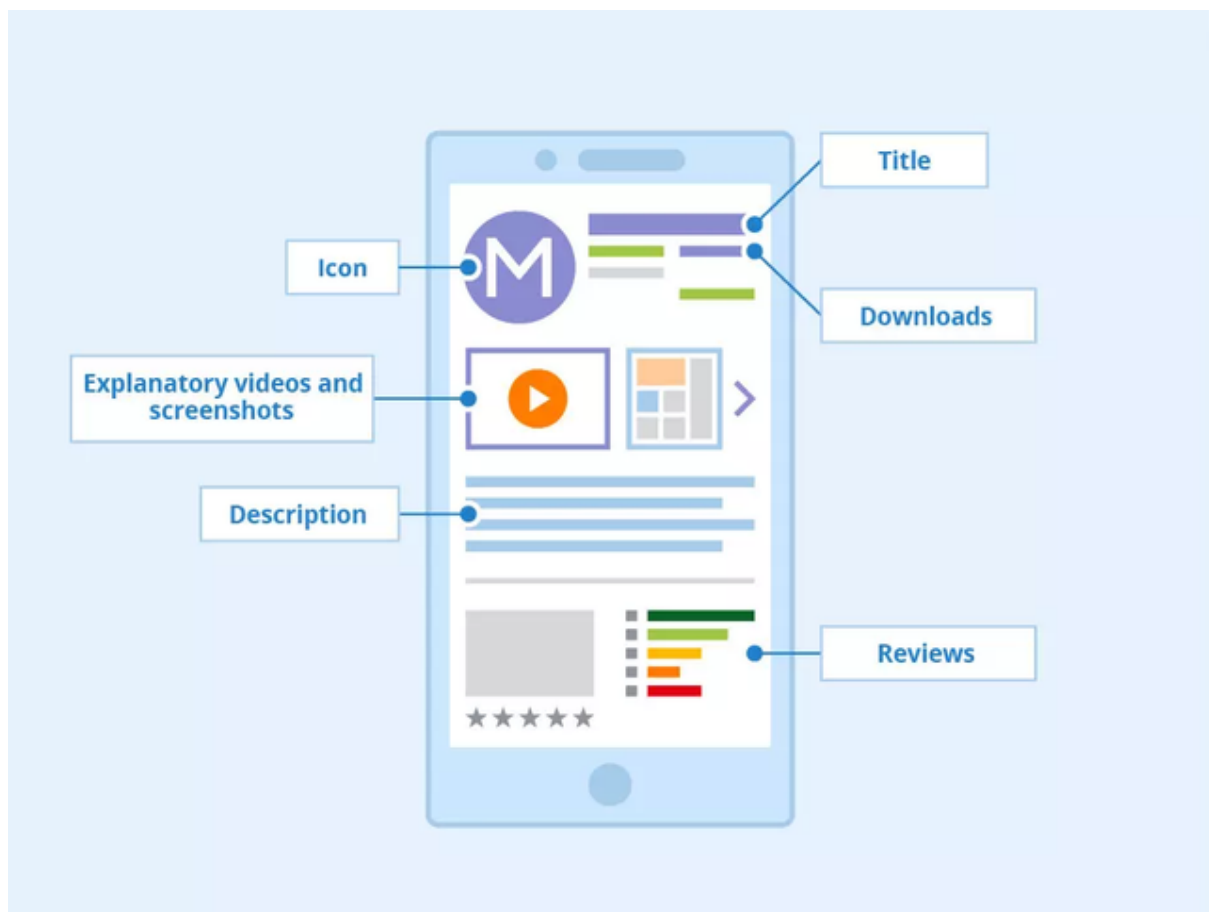 Title
Icon
M
Downloads
Explanatory videos and
screenshots
Description
Reviews